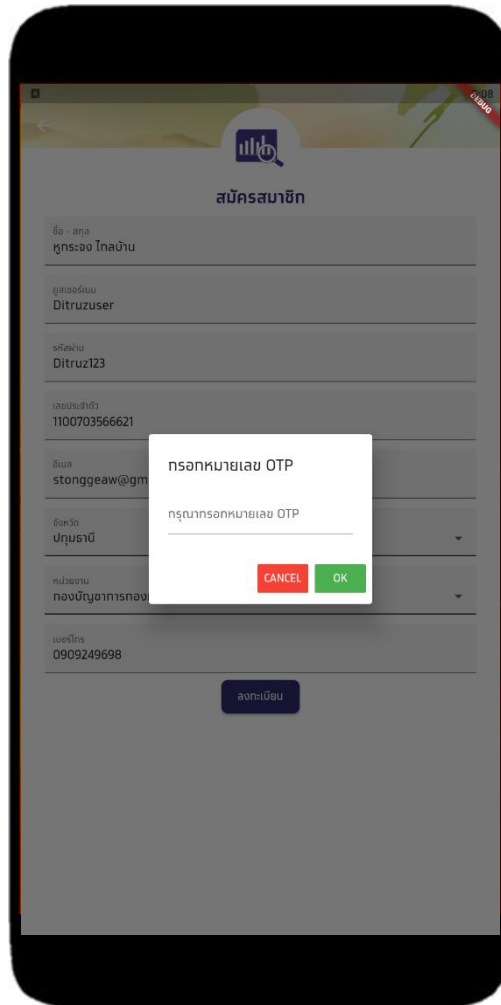 9:08
DEBUG
สมัครสมาชิก
ชื่อ - สกุล
หูกระจง ไทลบ้าน
ยูสเซอร์เนม
Ditruzuser
รหัสผ่าน
Ditruz123
เลขประจำตัว
1100703566621
อีเมล
stonggeaw@gm
จังหวัด
ปทุมธานี
หน่วยงาน
กองบัญชาการกอง
เบอร์โทร
0909249698
กรอกหมายเลข OTP
กรุณากรอกหมายเลข OTP
CANCEL OK
ลงทะเบียน